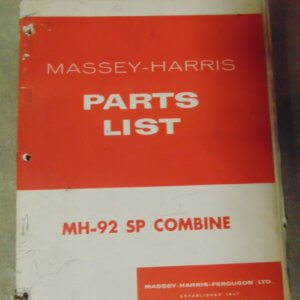 MASSEY-HARRIS
PARTS
LIST
MH-92 SP COMBINE
MASSEY-HARRIS-FERGUSON LTD.
ESTABLISHED 1847